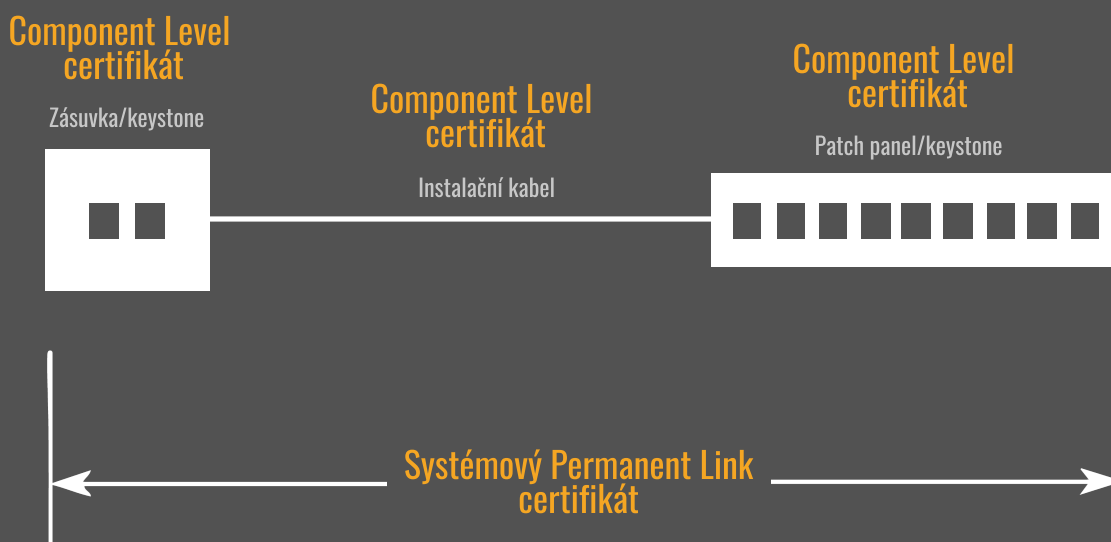 Component Level
certifikát
Zásuvka/keystone
Component Level
certifikát
Instalační kabel
Component Level
certifikát
Patch panel/keystone
Systémový Permanent Link
certifikát